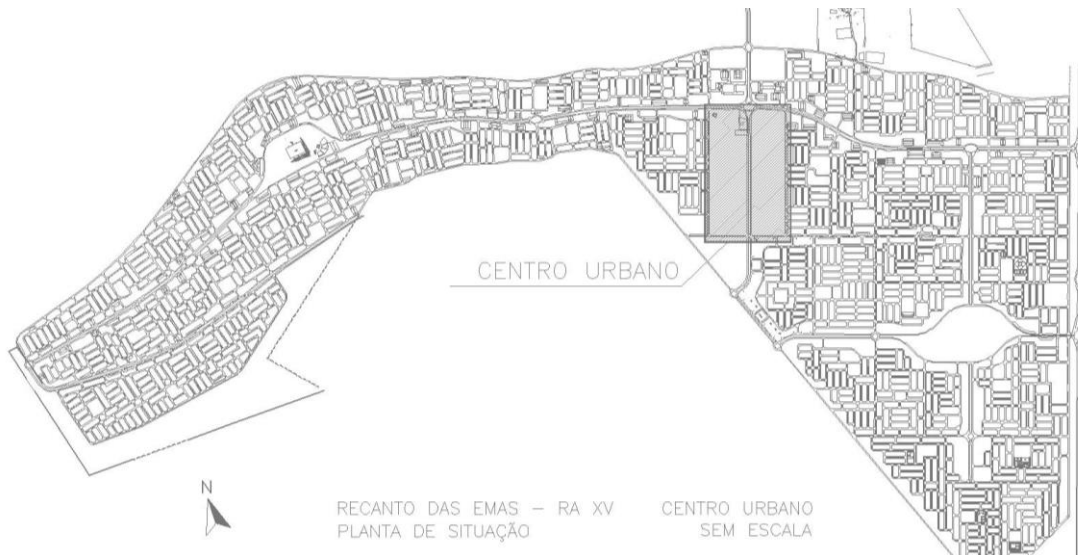 CENTRO URBANO
N
RECANTO DAS EMAS – RA XV
PLANTA DE SITUAÇÃO
CENTRO URBANO
SEM ESCALA